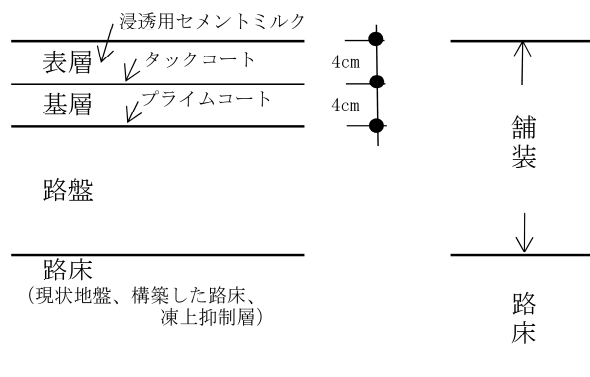 浸透用セメントミルク
表層
タックコート
4cm
基層
プライムコート
4cm
舗装
路盤
路床
（現状地盤、構築した路床、
凍上抑制層）
路床